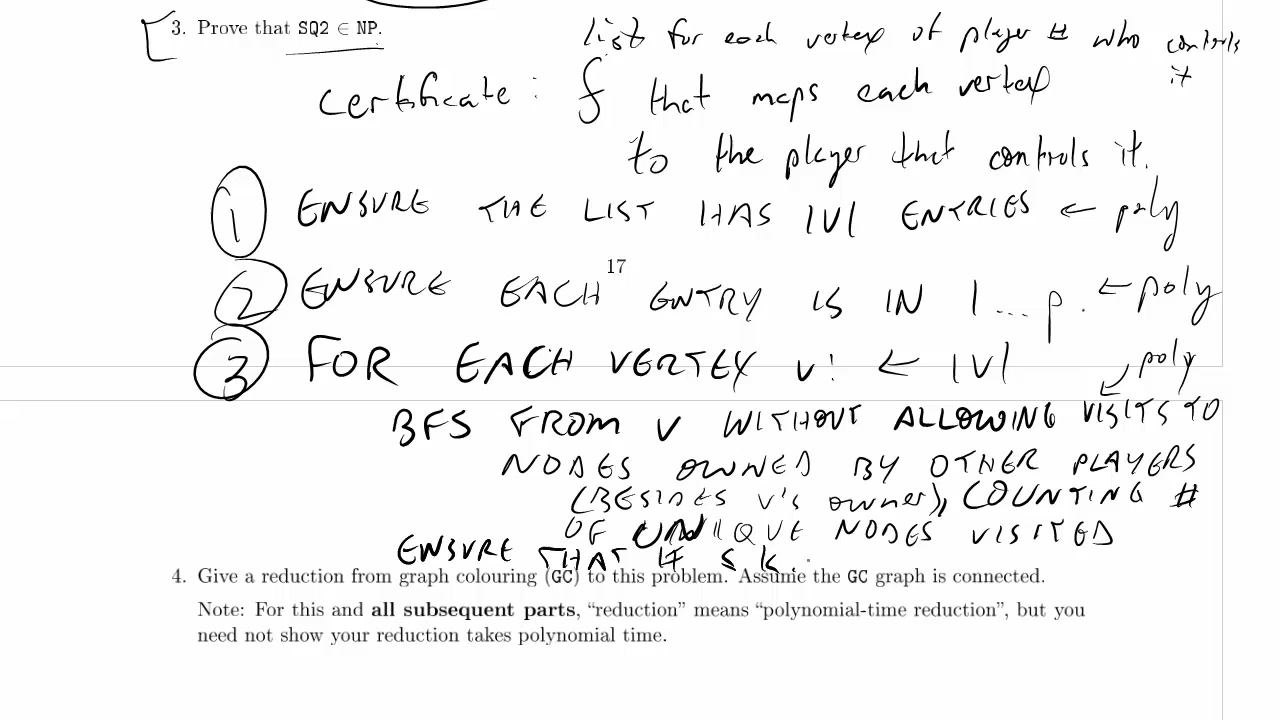 3. Prove that SQ2 ∈ NP.
list for each vertex of player # who controls it
Certificate: f that maps each vertex
to the player that controls it.
① ENSURE THE LIST HAS |V| ENTRIES ← poly
17
② ENSURE EACH ENTRY IS IN 1...p. ← poly
③ FOR EACH VERTEX v: ← |V|
poly
BFS FROM v WITHOUT ALLOWING VISITS TO
NODES OWNED BY OTHER PLAYERS
(BESIDES v's owner), COUNTING #
OF UNIQUE NODES VISITED
ENSURE THAT # ≤ k.
4. Give a reduction from graph colouring (GC) to this problem. Assume the GC graph is connected.
Note: For this and all subsequent parts, “reduction” means “polynomial-time reduction”, but you
need not show your reduction takes polynomial time.